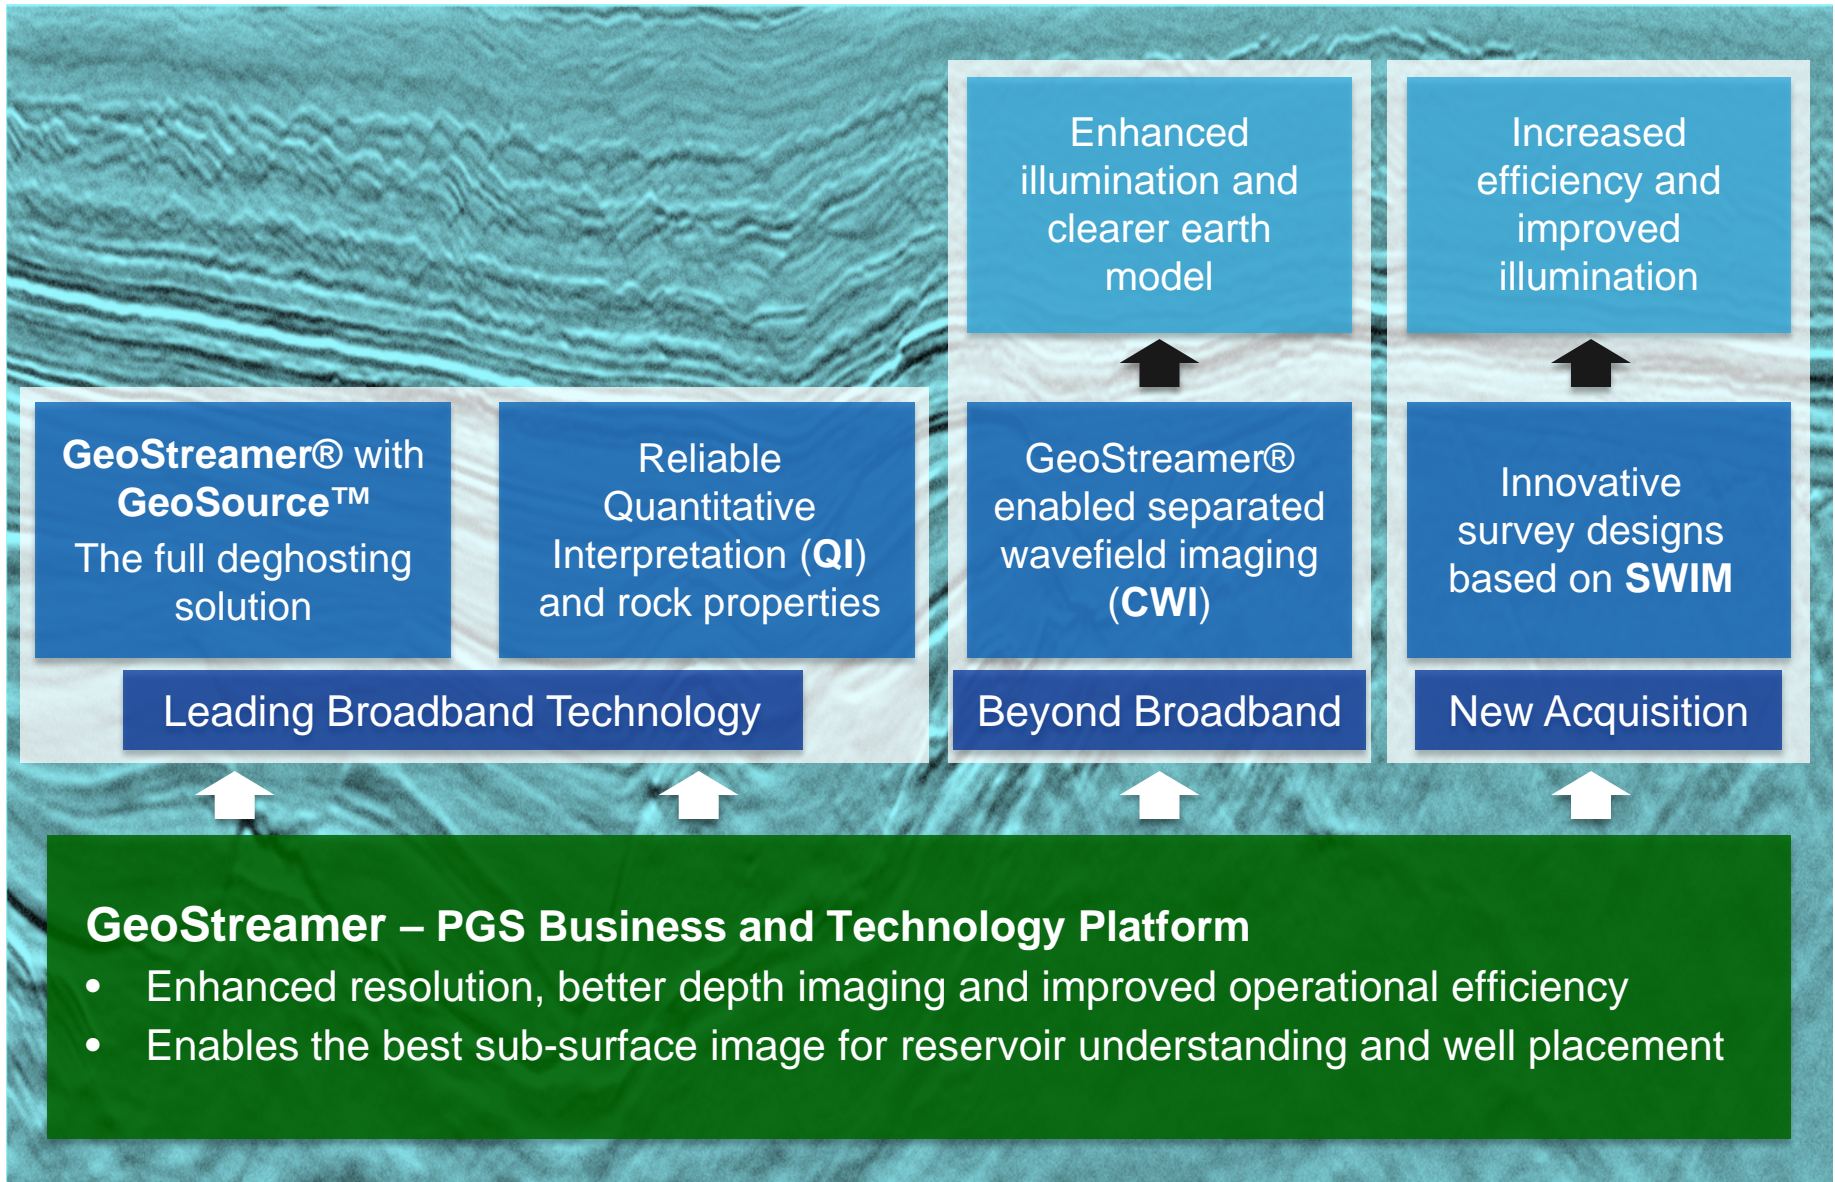 Enhanced
illumination and
clearer earth
model
Increased
efficiency and
improved
illumination
GeoStreamer® with
GeoSource™
The full deghosting
solution
Reliable
Quantitative
Interpretation (QI)
and rock properties
GeoStreamer®
enabled separated
wavefield imaging
(CWI)
Innovative
survey designs
based on SWIM
Leading Broadband Technology
Beyond Broadband
New Acquisition
GeoStreamer – PGS Business and Technology Platform
• Enhanced resolution, better depth imaging and improved operational efficiency
• Enables the best sub-surface image for reservoir understanding and well placement